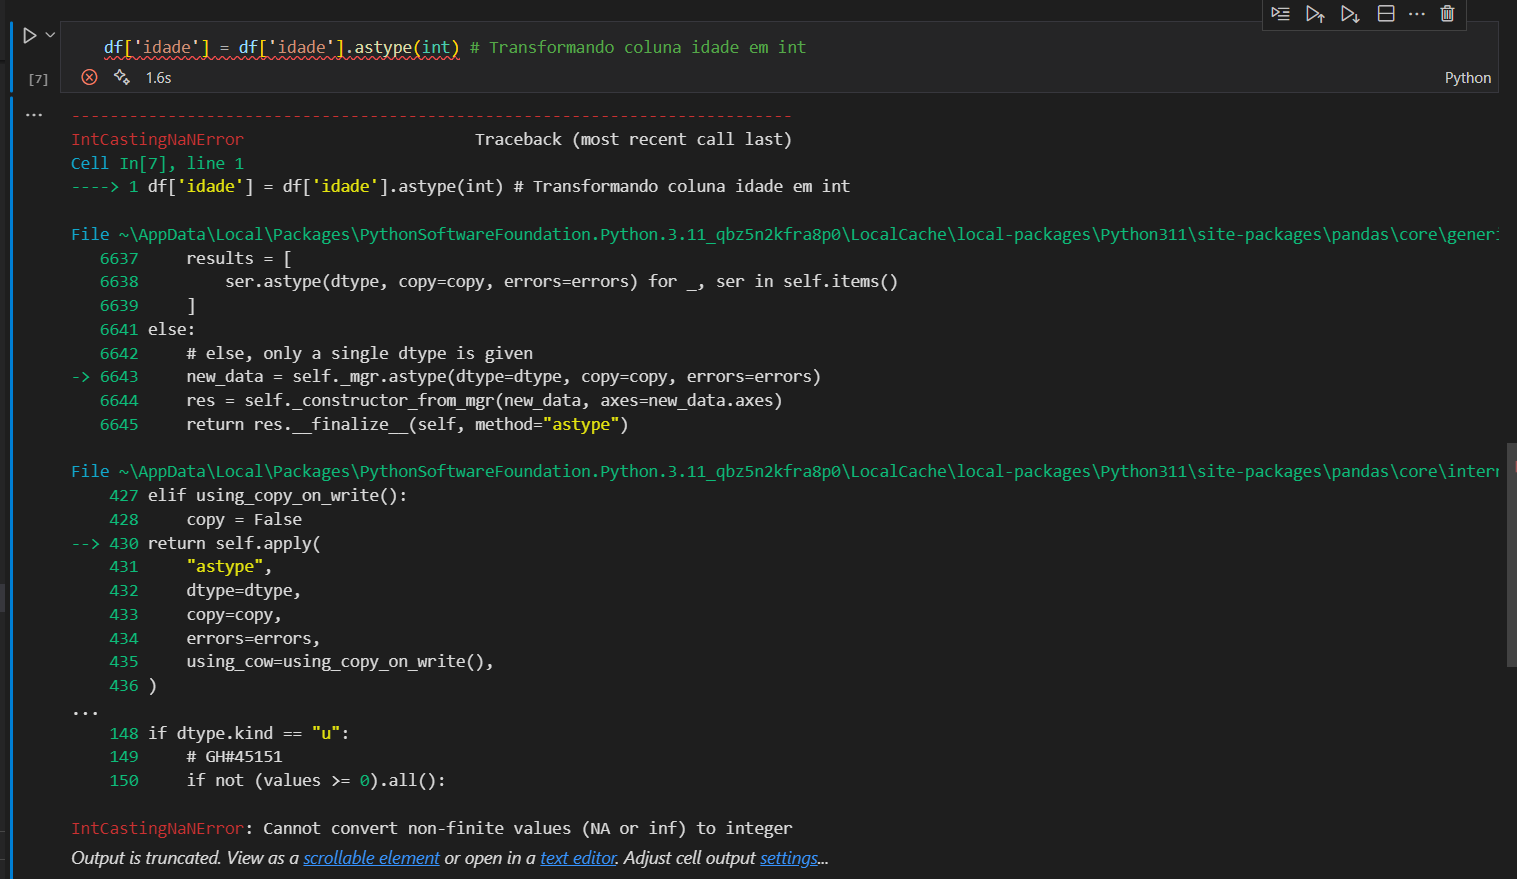 df['idade'] = df['idade'].astype(int) # Transformando coluna idade em int
[7] 1.6s Python
...
---------------------------------------------------------------------------
IntCastingNaNError Traceback (most recent call last)
Cell In[7], line 1
----> 1 df['idade'] = df['idade'].astype(int) # Transformando coluna idade em int
File ~\AppData\Local\Packages\PythonSoftwareFoundation.Python.3.11_qbz5n2kfra8p0\LocalCache\local-packages\Python311\site-packages\pandas\core\generi
6637 results = [
6638 ser.astype(dtype, copy=copy, errors=errors) for _, ser in self.items()
6639 ]
6641 else:
6642 # else, only a single dtype is given
-> 6643 new_data = self._mgr.astype(dtype=dtype, copy=copy, errors=errors)
6644 res = self._constructor_from_mgr(new_data, axes=new_data.axes)
6645 return res.__finalize__(self, method="astype")
File ~\AppData\Local\Packages\PythonSoftwareFoundation.Python.3.11_qbz5n2kfra8p0\LocalCache\local-packages\Python311\site-packages\pandas\core\interr
427 elif using_copy_on_write():
428 copy = False
--> 430 return self.apply(
431 "astype",
432 dtype=dtype,
433 copy=copy,
434 errors=errors,
435 using_cow=using_copy_on_write(),
436 )
...
148 if dtype.kind == "u":
149 # GH#45151
150 if not (values >= 0).all():
IntCastingNaNError: Cannot convert non-finite values (NA or inf) to integer
Output is truncated. View as a scrollable element or open in a text editor. Adjust cell output settings...